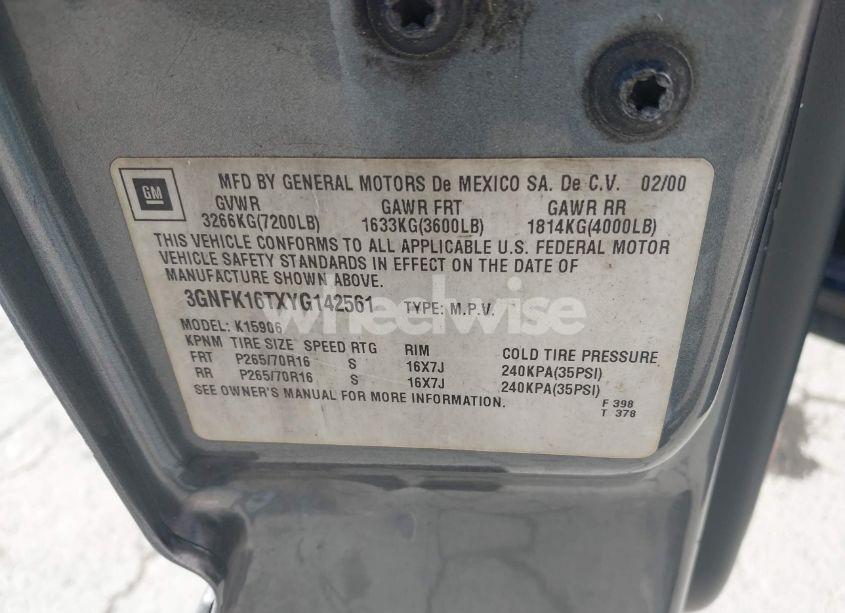 GM
MFD BY GENERAL MOTORS De MEXICO SA. De C.V. 02/00
GVWR GAWR FRT GAWR RR
3266KG(7200LB) 1633KG(3600LB) 1814KG(4000LB)
THIS VEHICLE CONFORMS TO ALL APPLICABLE U.S. FEDERAL MOTOR
VEHICLE SAFETY STANDARDS IN EFFECT ON THE DATE OF
MANUFACTURE SHOWN ABOVE.
3GNFK16TXYG142561 TYPE: M.P.V.
wheelwise
MODEL: K15906
KPNM TIRE SIZE SPEED RTG RIM COLD TIRE PRESSURE
FRT P265/70R16 S 16X7J 240KPA(35PSI)
RR P265/70R16 S 16X7J 240KPA(35PSI)
SEE OWNER'S MANUAL FOR MORE INFORMATION.
F 398
T 378